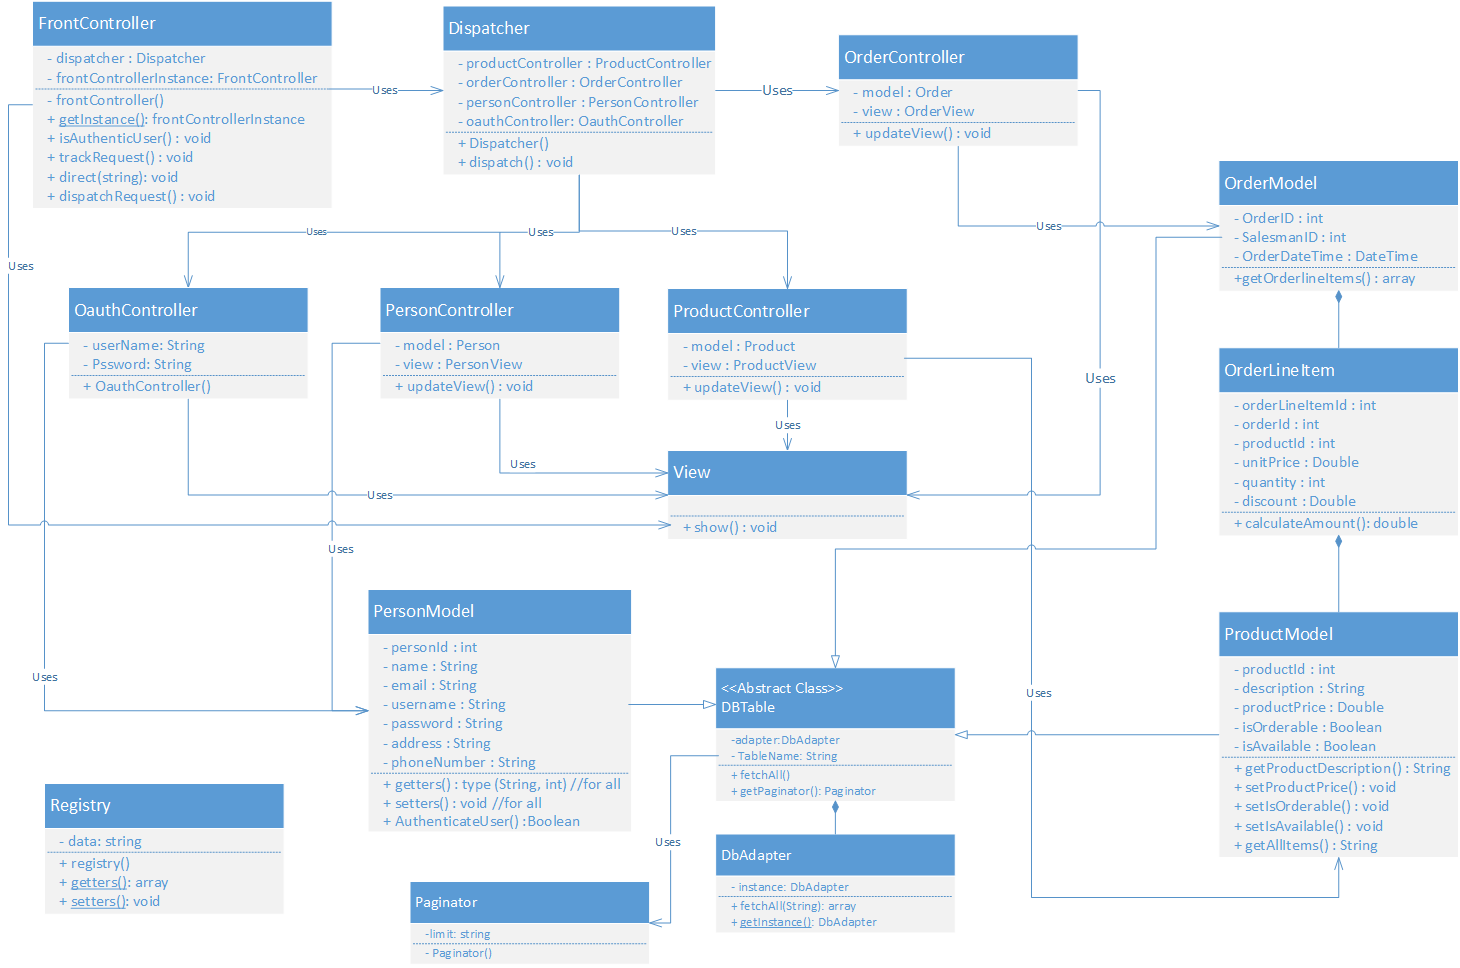 FrontController
- dispatcher : Dispatcher
- frontControllerInstance: FrontController
- frontController()
+ getInstance(): frontControllerInstance
+ isAuthenticUser() : void
+ trackRequest() : void
+ direct(string): void
+ dispatchRequest() : void
Uses
Dispatcher
- productController : ProductController
- orderController : OrderController
- personController : PersonController
- oauthController: OauthController
+ Dispatcher()
+ dispatch() : void
Uses
OrderController
- model : Order
- view : OrderView
+ updateView() : void
Uses
OrderModel
- OrderID : int
- SalesmanID : int
- OrderDateTime : DateTime
+getOrderlineItems() : array
Uses
Uses
Uses
Uses
OauthController
- userName: String
- Pssword: String
+ OauthController()
PersonController
- model : Person
- view : PersonView
+ updateView() : void
ProductController
- model : Product
- view : ProductView
+ updateView() : void
Uses
OrderLineItem
- orderLineItemId : int
- orderId : int
- productId : int
- unitPrice : Double
- quantity : int
- discount : Double
+ calculateAmount(): double
Uses
Uses
Uses
View
+ show() : void
Uses
PersonModel
- personId : int
- name : String
- email : String
- username : String
- password : String
- address : String
- phoneNumber : String
+ getters() : type (String, int) //for all
+ setters() : void //for all
+ AuthenticateUser() :Boolean
Uses
<<Abstract Class>>
DBTable
-adapter:DbAdapter
- TableName: String
+ fetchAll()
+ getPaginator(): Paginator
Uses
ProductModel
- productId : int
- description : String
- productPrice : Double
- isOrderable : Boolean
- isAvailable : Boolean
+ getProductDescription() : String
+ setProductPrice() : void
+ setIsOrderable() : void
+ setIsAvailable() : void
+ getAllItems() : String
Registry
- data: string
+ registry()
+ getters(): array
+ setters(): void
Uses
DbAdapter
- instance: DbAdapter
+ fetchAll(String): array
+ getInstance(): DbAdapter
Paginator
-limit: string
- Paginator()